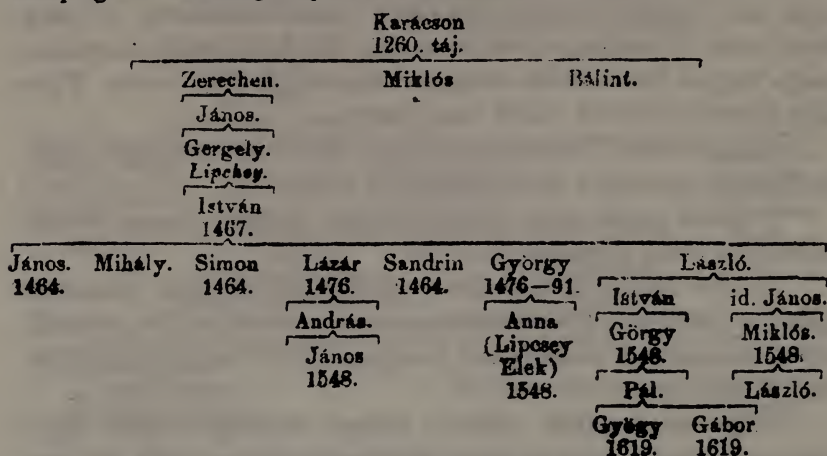 Karácson
1260. táj.
Zerechen. Miklós Bálint.
János.
Gergely.
Lipchey.
István
1467.
János. Mihály. Simon Lázár Sandrin György László.
1464. 1464. 1476. 1464. 1476—91.
István id. János.
András. Anna Görgy Miklós.
János (Lipcsey 1548. 1548.
1548. Elek) Pál. László.
1548.
Gyögy Gábor
1619. 1619.